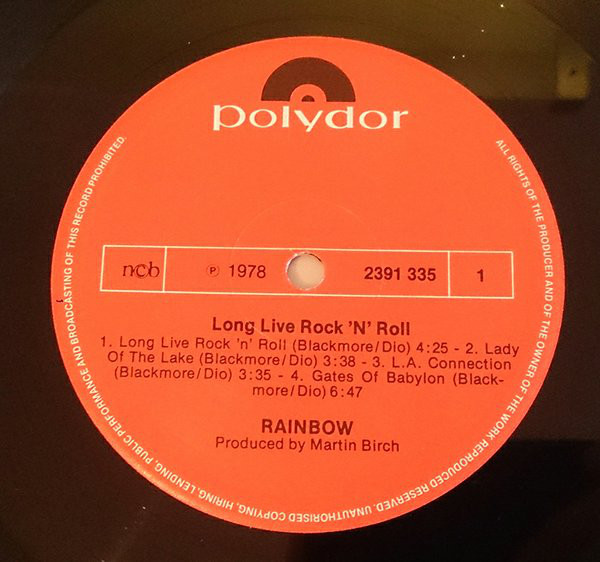 polydor
ncb
℗ 1978
2391 335
1
Long Live Rock 'N' Roll
1. Long Live Rock 'n' Roll (Blackmore/Dio) 4:25 - 2. Lady
Of The Lake (Blackmore/Dio) 3:38 - 3. L.A. Connection
(Blackmore/Dio) 3:35 - 4. Gates Of Babylon (Black-
more/Dio) 6:47
RAINBOW
Produced by Martin Birch
ALL RIGHTS OF THE PRODUCER AND OF THE OWNER OF THE WORK REPRODUCED RESERVED. UNAUTHORISED COPYING, HIRING, LENDING, PUBLIC PERFORMANCE AND BROADCASTING OF THIS RECORD PROHIBITED.